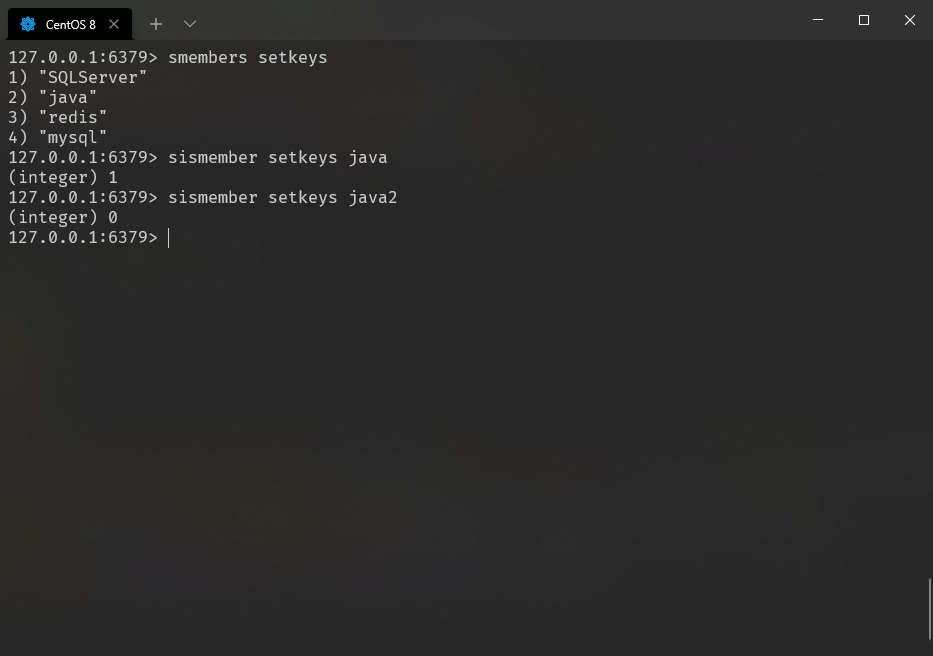 CentOS 8
127.0.0.1:6379> smembers setkeys
1) "SQLServer"
2) "java"
3) "redis"
4) "mysql"
127.0.0.1:6379> sismember setkeys java
(integer) 1
127.0.0.1:6379> sismember setkeys java2
(integer) 0
127.0.0.1:6379>